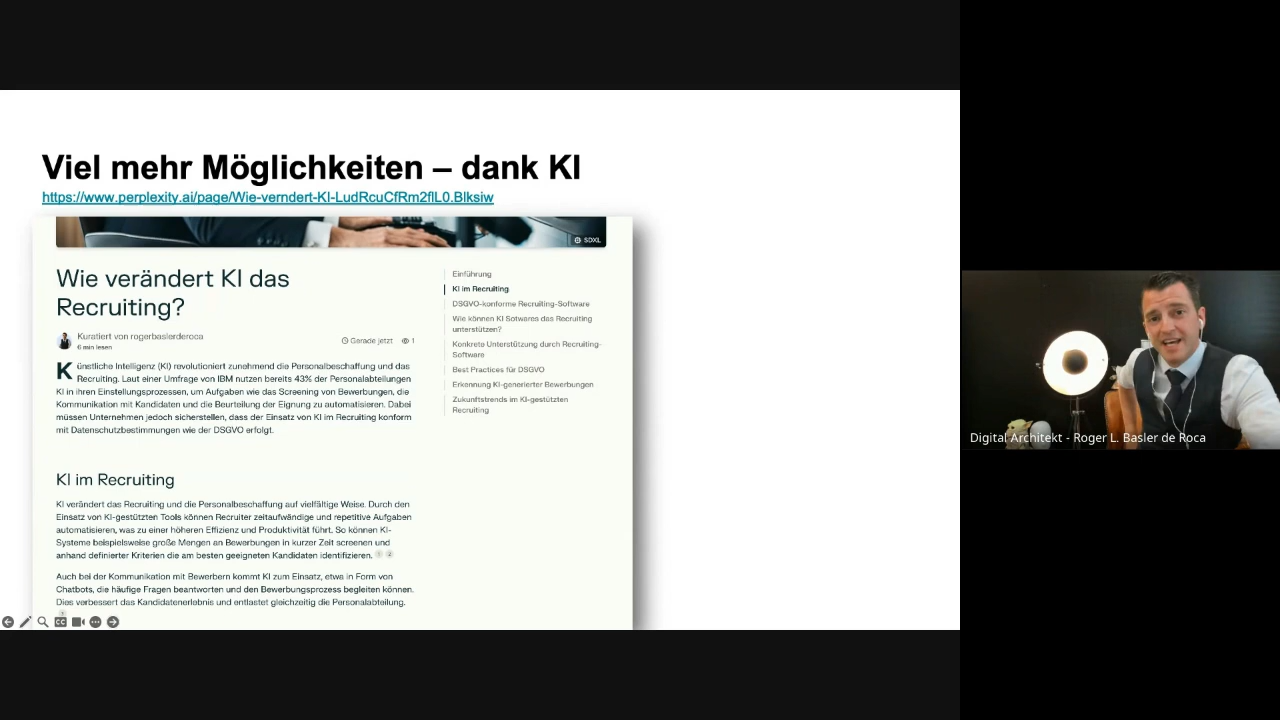 Viel mehr Möglichkeiten – dank KI
https://www.perplexity.ai/page/Wie-verndert-KI-LudRcuCfRm2flL0.Blksiw
SDXL
Wie verändert KI das
Recruiting?
Kuratiert von rogerbaslerderoca
6 min lesen
Gerade jetzt
1
Künstliche Intelligenz (KI) revolutioniert zunehmend die Personalbeschaffung und das
Recruiting. Laut einer Umfrage von IBM nutzen bereits 43% der Personalabteilungen
KI in ihren Einstellungsprozessen, um Aufgaben wie das Screening von Bewerbungen, die
Kommunikation mit Kandidaten und die Beurteilung der Eignung zu automatisieren. Dabei
müssen Unternehmen jedoch sicherstellen, dass der Einsatz von KI im Recruiting konform
mit Datenschutzbestimmungen wie der DSGVO erfolgt.
KI im Recruiting
KI verändert das Recruiting und die Personalbeschaffung auf vielfältige Weise. Durch den
Einsatz von KI-gestützten Tools können Recruiter zeitaufwändige und repetitive Aufgaben
automatisieren, was zu einer höheren Effizienz und Produktivität führt. So können KI-
Systeme beispielsweise große Mengen an Bewerbungen in kurzer Zeit screenen und
anhand definierter Kriterien die am besten geeigneten Kandidaten identifizieren. 1 2
Auch bei der Kommunikation mit Bewerbern kommt KI zum Einsatz, etwa in Form von
Chatbots, die häufige Fragen beantworten und den Bewerbungsprozess begleiten können.
Dies verbessert das Kandidatenerlebnis und entlastet gleichzeitig die Personalabteilung.
Einführung
KI im Recruiting
DSGVO-konforme Recruiting-Software
Wie können KI Sotwares das Recruiting
unterstützen?
Konkrete Unterstützung durch Recruiting-
Software
Best Practices für DSGVO
Erkennung KI-generierter Bewerbungen
Zukunftstrends im KI-gestützten
Recruiting
CC
Digital Architekt - Roger L. Basler de Roca